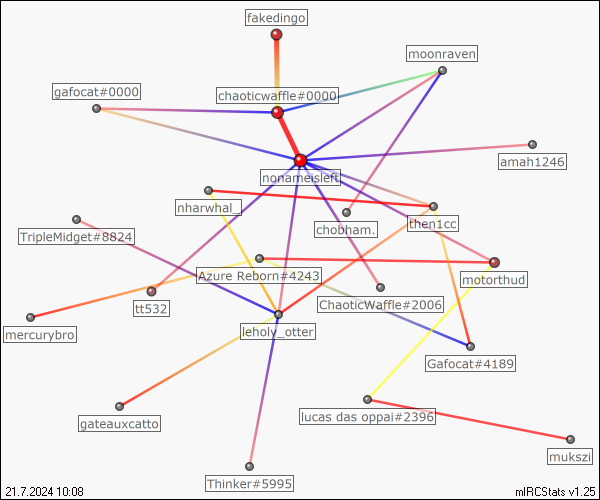 fakedingo
moonraven
gafocat#0000
chaoticwaffle#0000
amah1246
nonameisleft
nharwhal_
chobham.
then1cc
TripleMidget#8824
Azure Reborn#4243
motorthud
tt532
ChaoticWaffle#2006
mercurybro
leholy_otter
Gafocat#4189
gateauxcatto
lucas das oppai#2396
mukszi
Thinker#5995
21.7.2024 10:08
mIRCStats v1.25